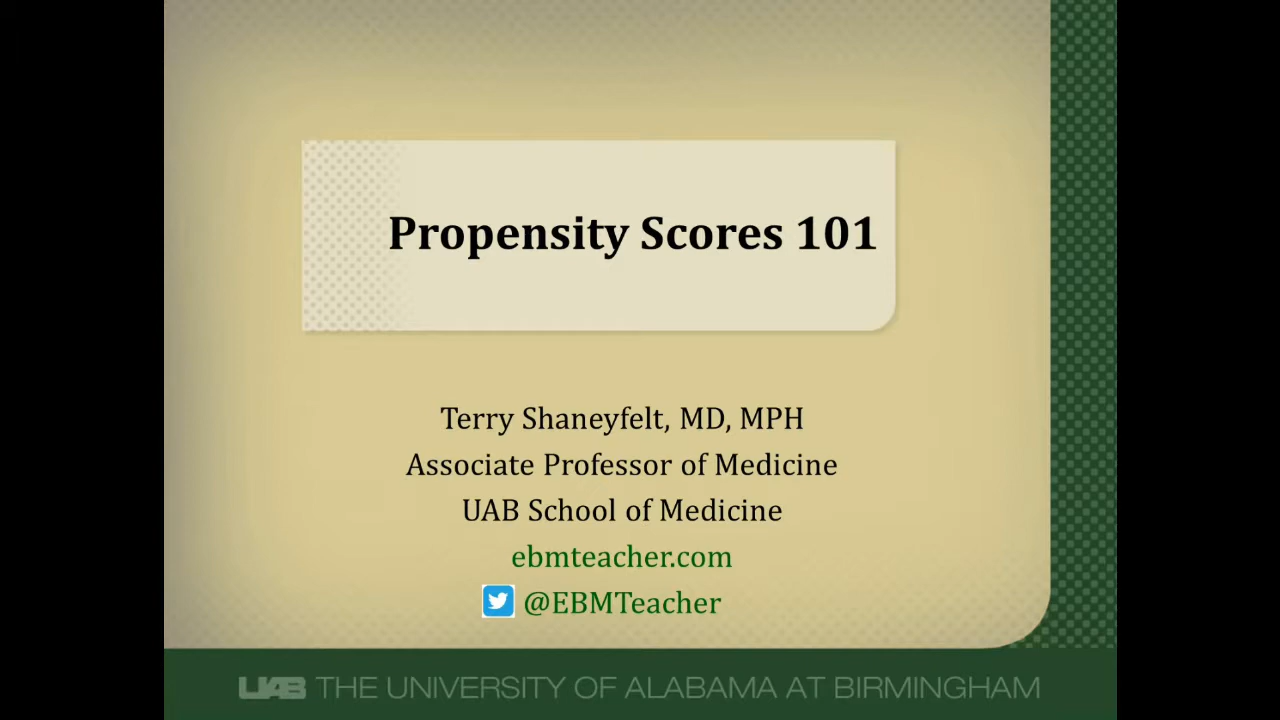 Propensity Scores 101
Terry Shaneyfelt, MD, MPH
Associate Professor of Medicine
UAB School of Medicine
ebmteacher.com
@EBMTeacher
UAB THE UNIVERSITY OF ALABAMA AT BIRMINGHAM